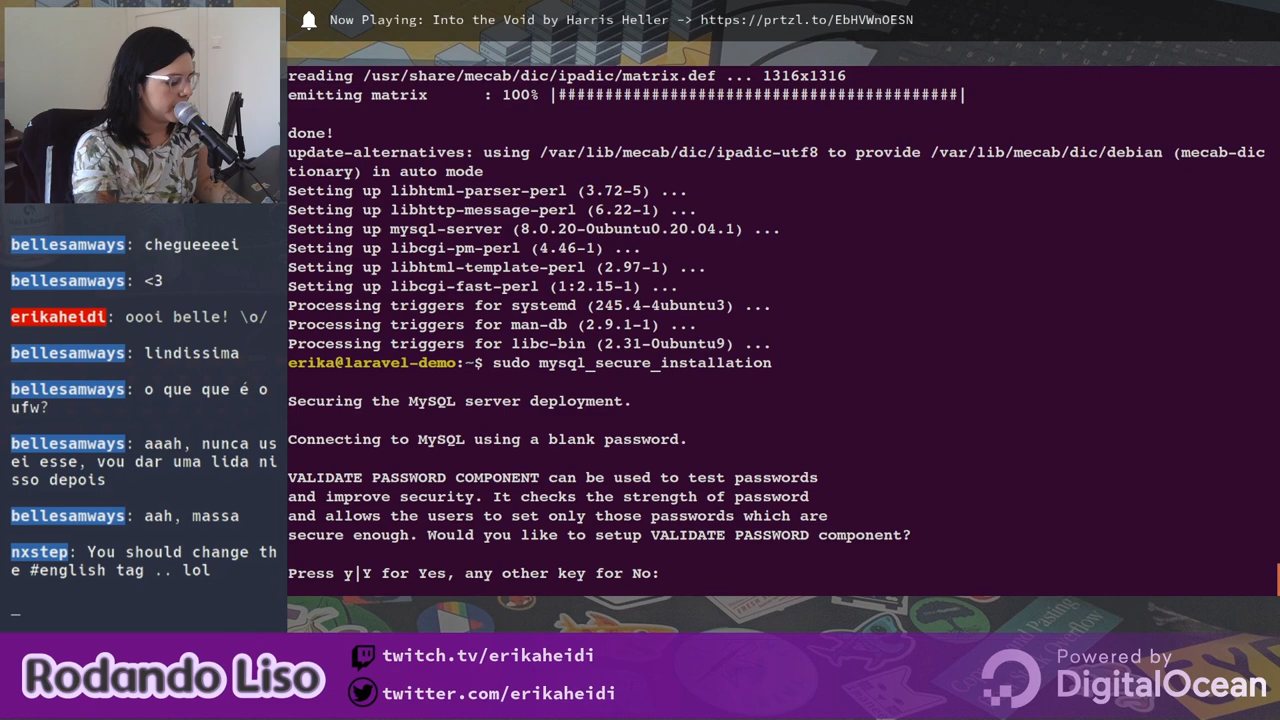 Now Playing: Into the Void by Harris Heller -> https://prtzl.to/EbHVWnOESN
reading /usr/share/mecab/dic/ipadic/matrix.def ... 1316x1316
emitting matrix      : 100% |###########################################|
done!
update-alternatives: using /var/lib/mecab/dic/ipadic-utf8 to provide /var/lib/mecab/dic/debian (mecab-dic
tionary) in auto mode
Setting up libhtml-parser-perl (3.72-5) ...
Setting up libhttp-message-perl (6.22-1) ...
Setting up mysql-server (8.0.20-0ubuntu0.20.04.1) ...
Setting up libcgi-pm-perl (4.46-1) ...
Setting up libhtml-template-perl (2.97-1) ...
Setting up libcgi-fast-perl (1:2.15-1) ...
Processing triggers for systemd (245.4-4ubuntu3) ...
Processing triggers for man-db (2.9.1-1) ...
Processing triggers for libc-bin (2.31-0ubuntu9) ...
erika@laravel-demo:~$ sudo mysql_secure_installation
Securing the MySQL server deployment.
Connecting to MySQL using a blank password.
VALIDATE PASSWORD COMPONENT can be used to test passwords
and improve security. It checks the strength of password
and allows the users to set only those passwords which are
secure enough. Would you like to setup VALIDATE PASSWORD component?
Press y|Y for Yes, any other key for No:
bellesamways: chegueeeei
bellesamways: <3
erikaheidi: oooi belle! \o/
bellesamways: lindissima
bellesamways: o que que é o
ufw?
bellesamways: aaah, nunca us
ei esse, vou dar uma lida ni
sso depois
bellesamways: aah, massa
nxstep: You should change th
e #english tag .. lol
_
Rodando Liso
twitch.tv/erikaheidi
twitter.com/erikaheidi
Powered by
DigitalOcean